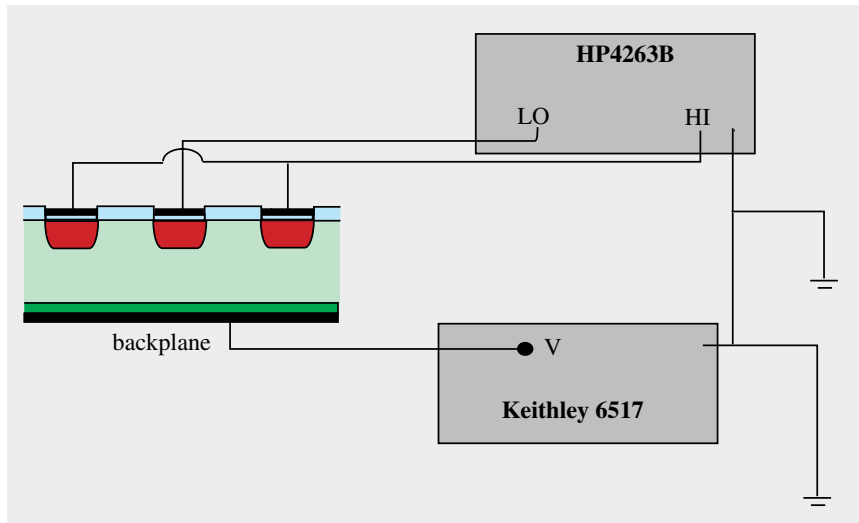 HP4263B
LO
HI
backplane
V
Keithley 6517